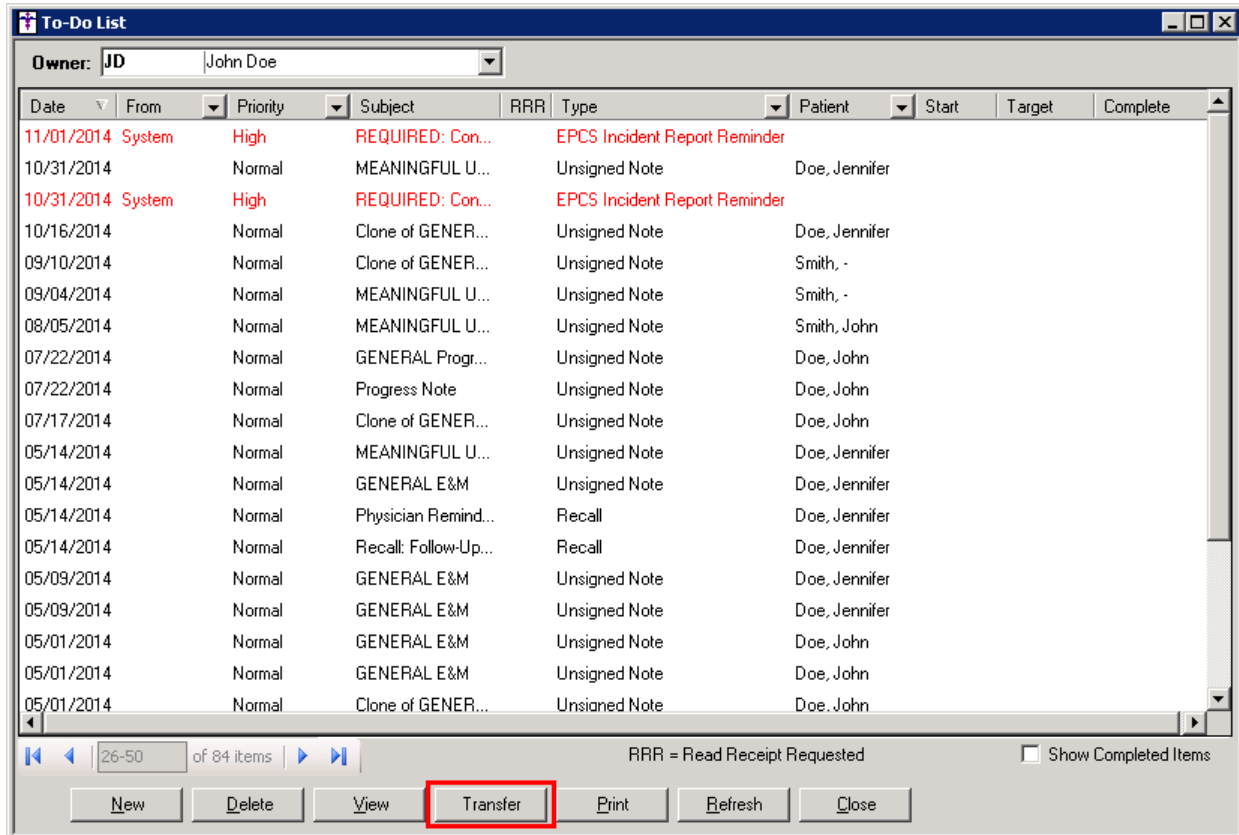 To-Do List
Owner: JD John Doe
Date From Priority Subject RRR Type Patient Start Target Complete
11/01/2014 System High REQUIRED: Con... EPCS Incident Report Reminder
10/31/2014 Normal MEANINGFUL U... Unsigned Note Doe, Jennifer
10/31/2014 System High REQUIRED: Con... EPCS Incident Report Reminder
10/16/2014 Normal Clone of GENER... Unsigned Note Doe, Jennifer
09/10/2014 Normal Clone of GENER... Unsigned Note Smith, -
09/04/2014 Normal MEANINGFUL U... Unsigned Note Smith, -
08/05/2014 Normal MEANINGFUL U... Unsigned Note Smith, John
07/22/2014 Normal GENERAL Progr... Unsigned Note Doe, John
07/22/2014 Normal Progress Note Unsigned Note Doe, John
07/17/2014 Normal Clone of GENER... Unsigned Note Doe, John
05/14/2014 Normal MEANINGFUL U... Unsigned Note Doe, Jennifer
05/14/2014 Normal GENERAL E&M Unsigned Note Doe, Jennifer
05/14/2014 Normal Physician Remind... Recall Doe, Jennifer
05/14/2014 Normal Recall: Follow-Up... Recall Doe, Jennifer
05/09/2014 Normal GENERAL E&M Unsigned Note Doe, Jennifer
05/09/2014 Normal GENERAL E&M Unsigned Note Doe, Jennifer
05/01/2014 Normal GENERAL E&M Unsigned Note Doe, John
05/01/2014 Normal GENERAL E&M Unsigned Note Doe, John
05/01/2014 Normal Clone of GENER... Unsigned Note Doe, John
26-50 of 84 items RRR = Read Receipt Requested Show Completed Items
New Delete View Transfer Print Refresh Close